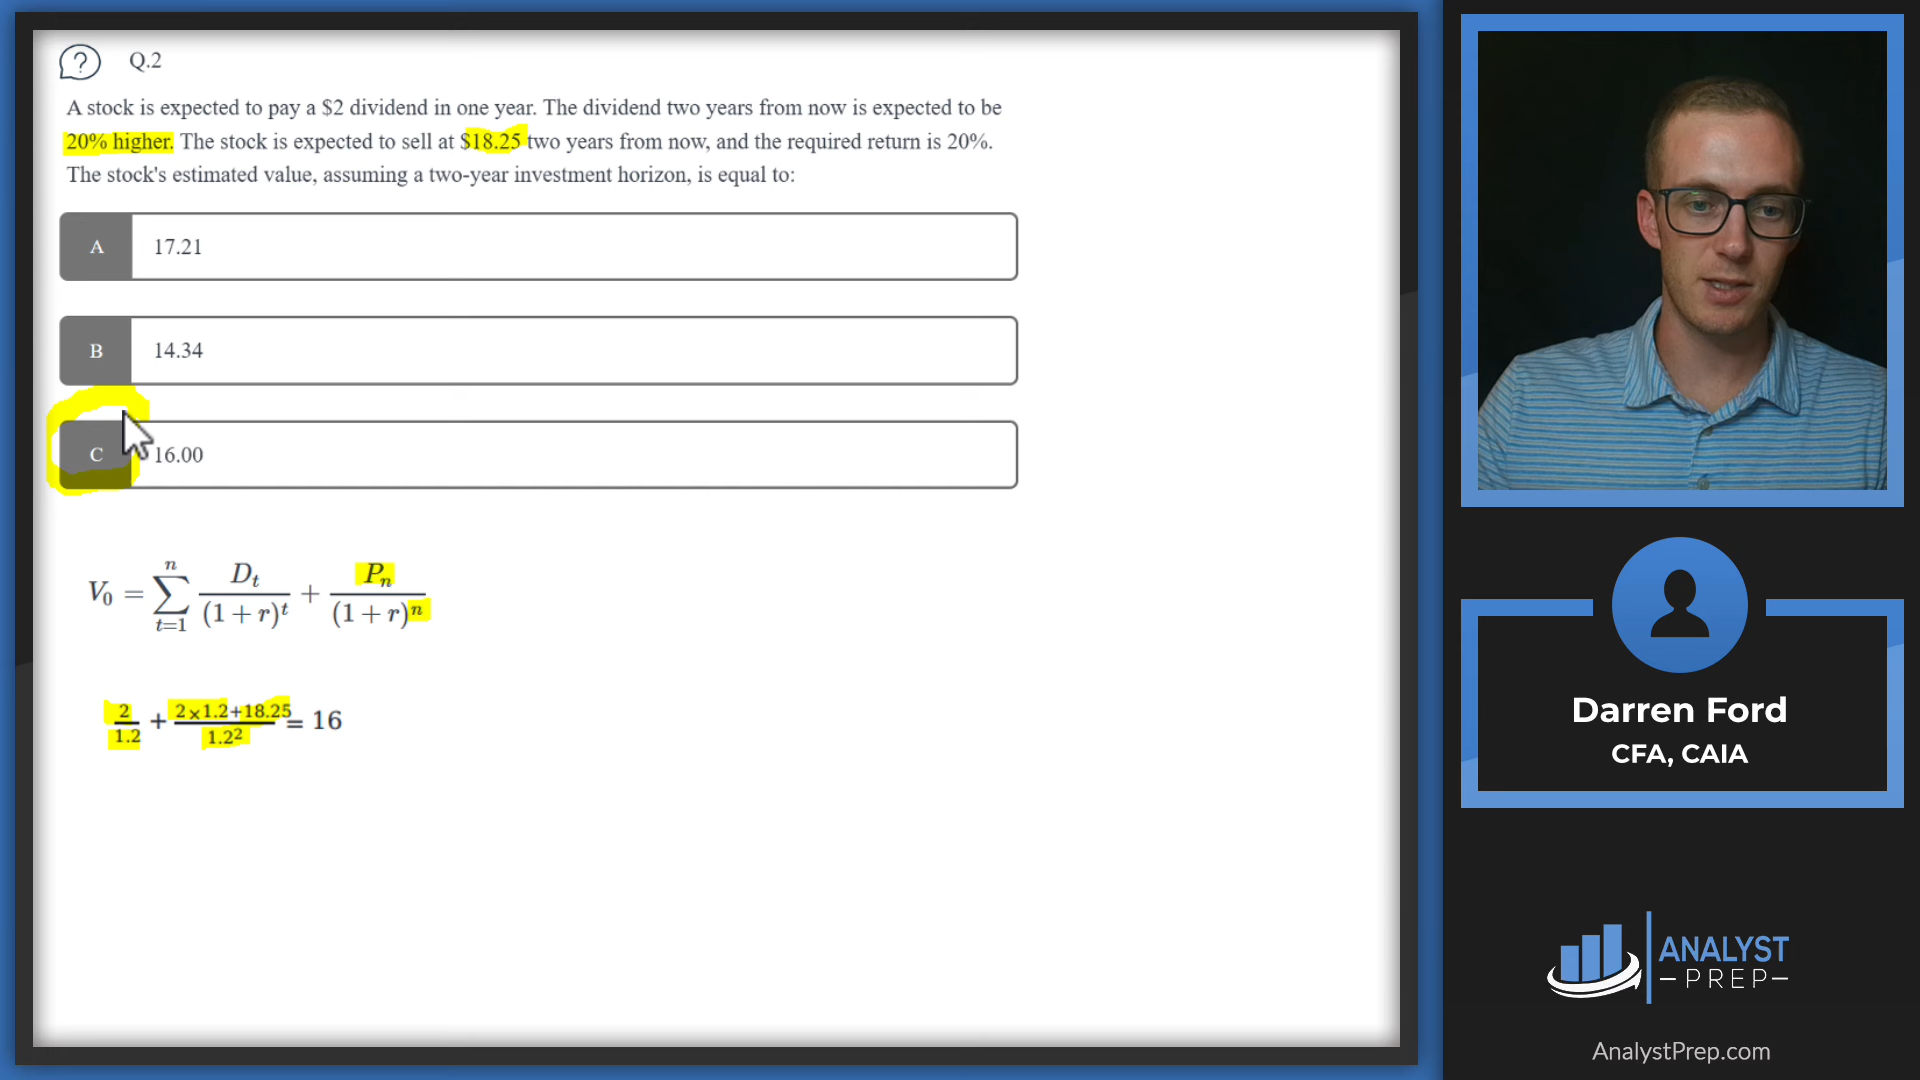 ?
Q.2
A stock is expected to pay a $2 dividend in one year. The dividend two years from now is expected to be
20% higher. The stock is expected to sell at $18.25 two years from now, and the required return is 20%.
The stock's estimated value, assuming a two-year investment horizon, is equal to:
A 17.21
B 14.34
C 16.00
V₀ = ∑_{t=1}^{n} D_t/(1 + r)^t + P_n/(1 + r)^n
2/1.2 + (2×1.2+18.25)/1.2² = 16
Darren Ford
CFA, CAIA
ANALYST
PREP
AnalystPrep.com